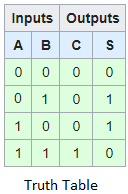 Inputs Outputs
A B C S
0 0 0 0
0 1 0 1
1 0 0 1
1 1 1 0
Truth Table